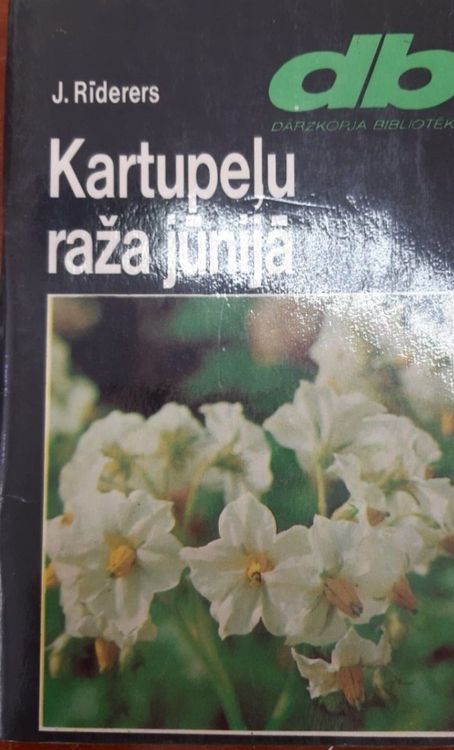 J. Rīderers
db
DĀRZKOPJA BIBLIOTĒK
Kartupeļu
raža jūnijā